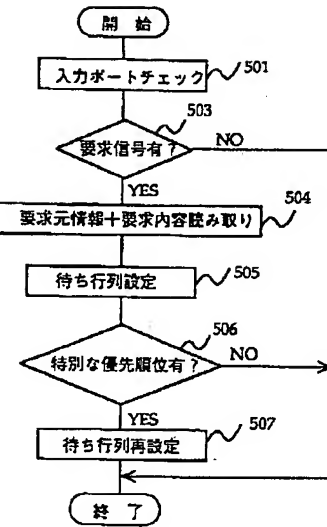 開 始
入力ポートチェック
501
503
要求信号有?
NO
YES
504
要求元情報+要求内容読み取り
待ち行列設定
505
506
特別な優先順位有?
NO
YES
507
待ち行列再設定
終 了